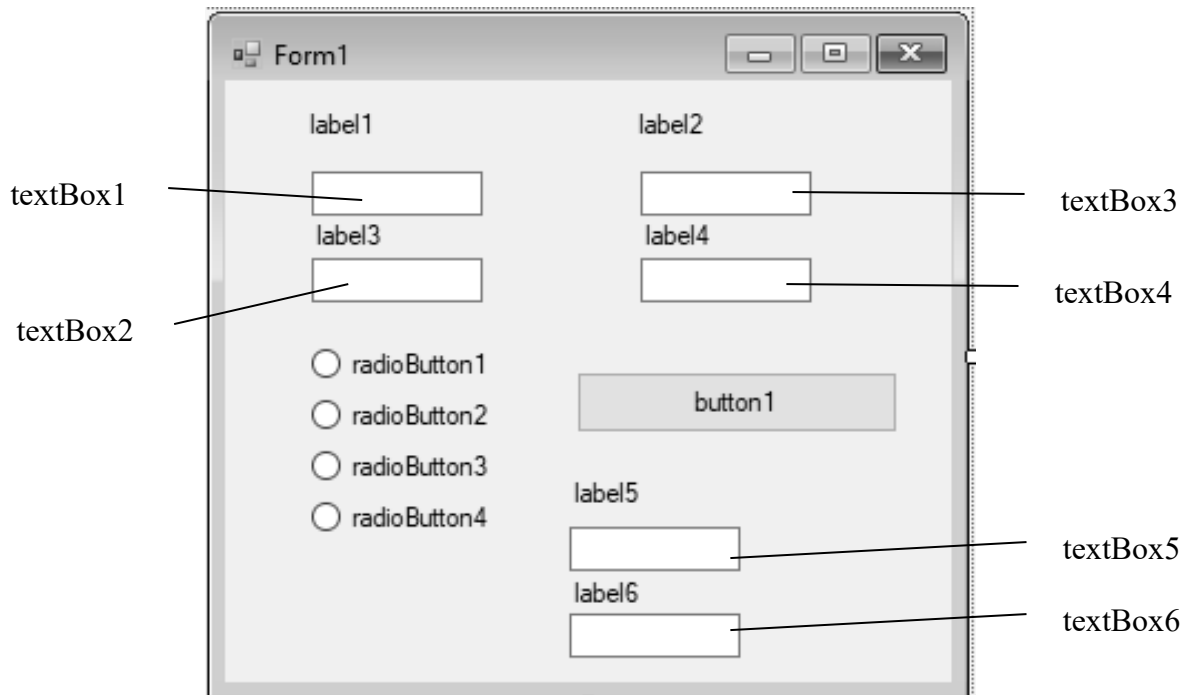 Form1
label1 label2
textBox1 textBox3
label3 label4
textBox4
textBox2
radioButton1
button1
radioButton2
radioButton3
label5
radioButton4
textBox5
label6
textBox6